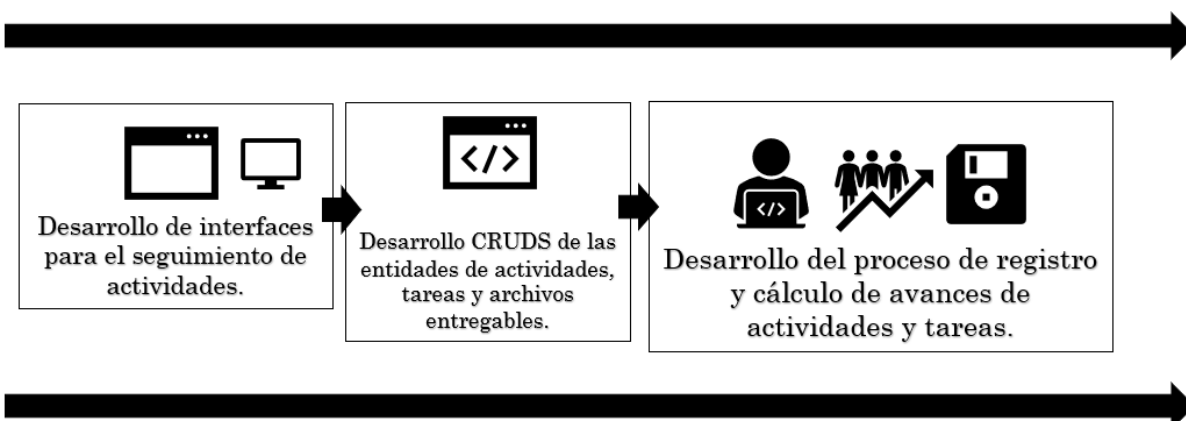 Desarrollo de interfaces
para el seguimiento de
actividades.
</>
Desarrollo CRUDS de las
entidades de actividades,
tareas y archivos
entregables.
</>
Desarrollo del proceso de registro
y cálculo de avances de
actividades y tareas.